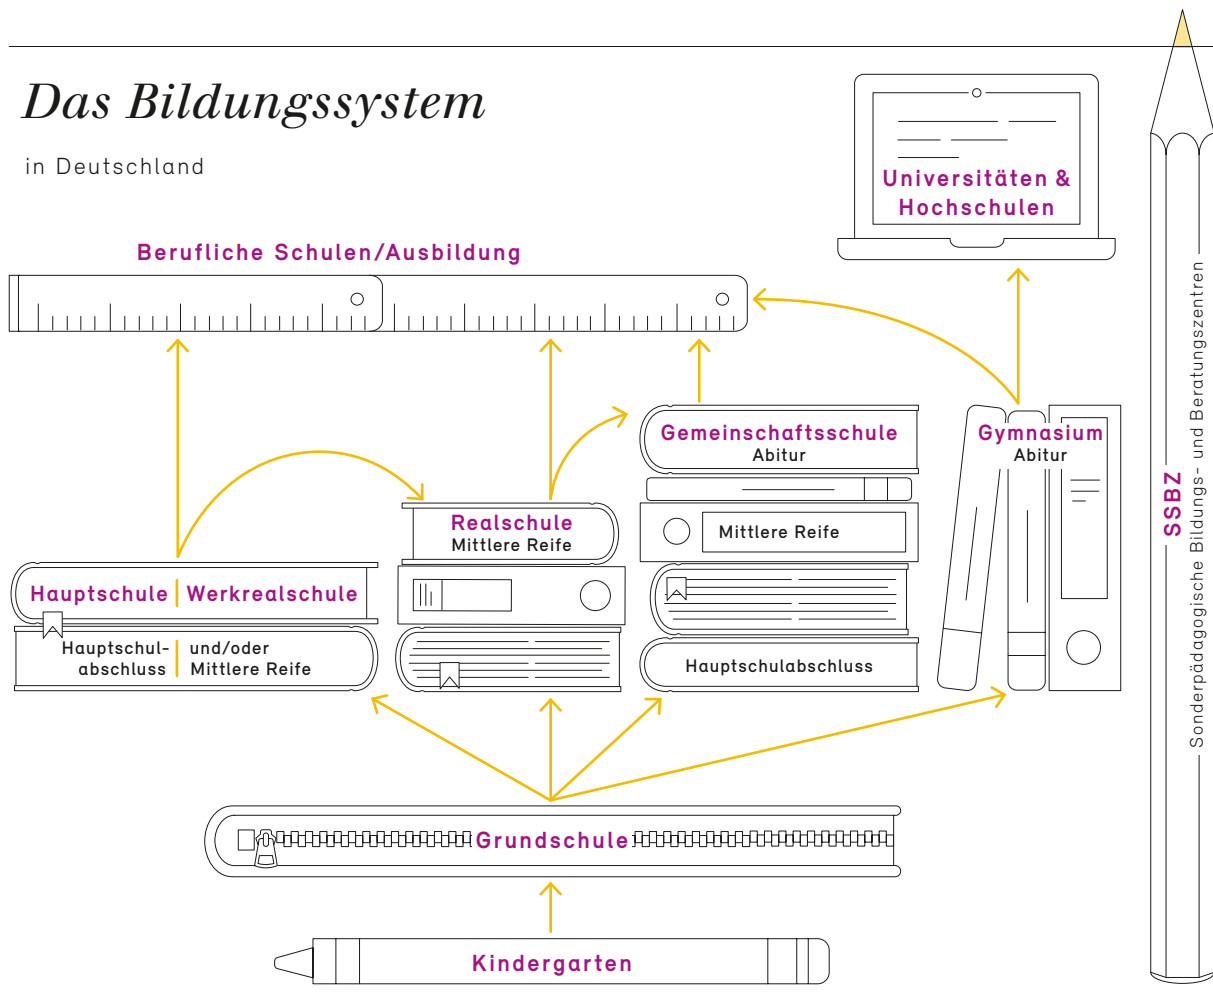 Das Bildungssystem
in Deutschland
Universitäten &
Hochschulen
Berufliche Schulen/Ausbildung
Gemeinschaftsschule
Abitur
Mittlere Reife
Hauptschulabschluss
Gymnasium
Abitur
Realschule
Mittlere Reife
Hauptschule | Werkrealschule
Hauptschul- | und/oder
abschluss | Mittlere Reife
Grundschule
Kindergarten
SSBZ
Sonderpädagogische Bildungs- und Beratungszentren